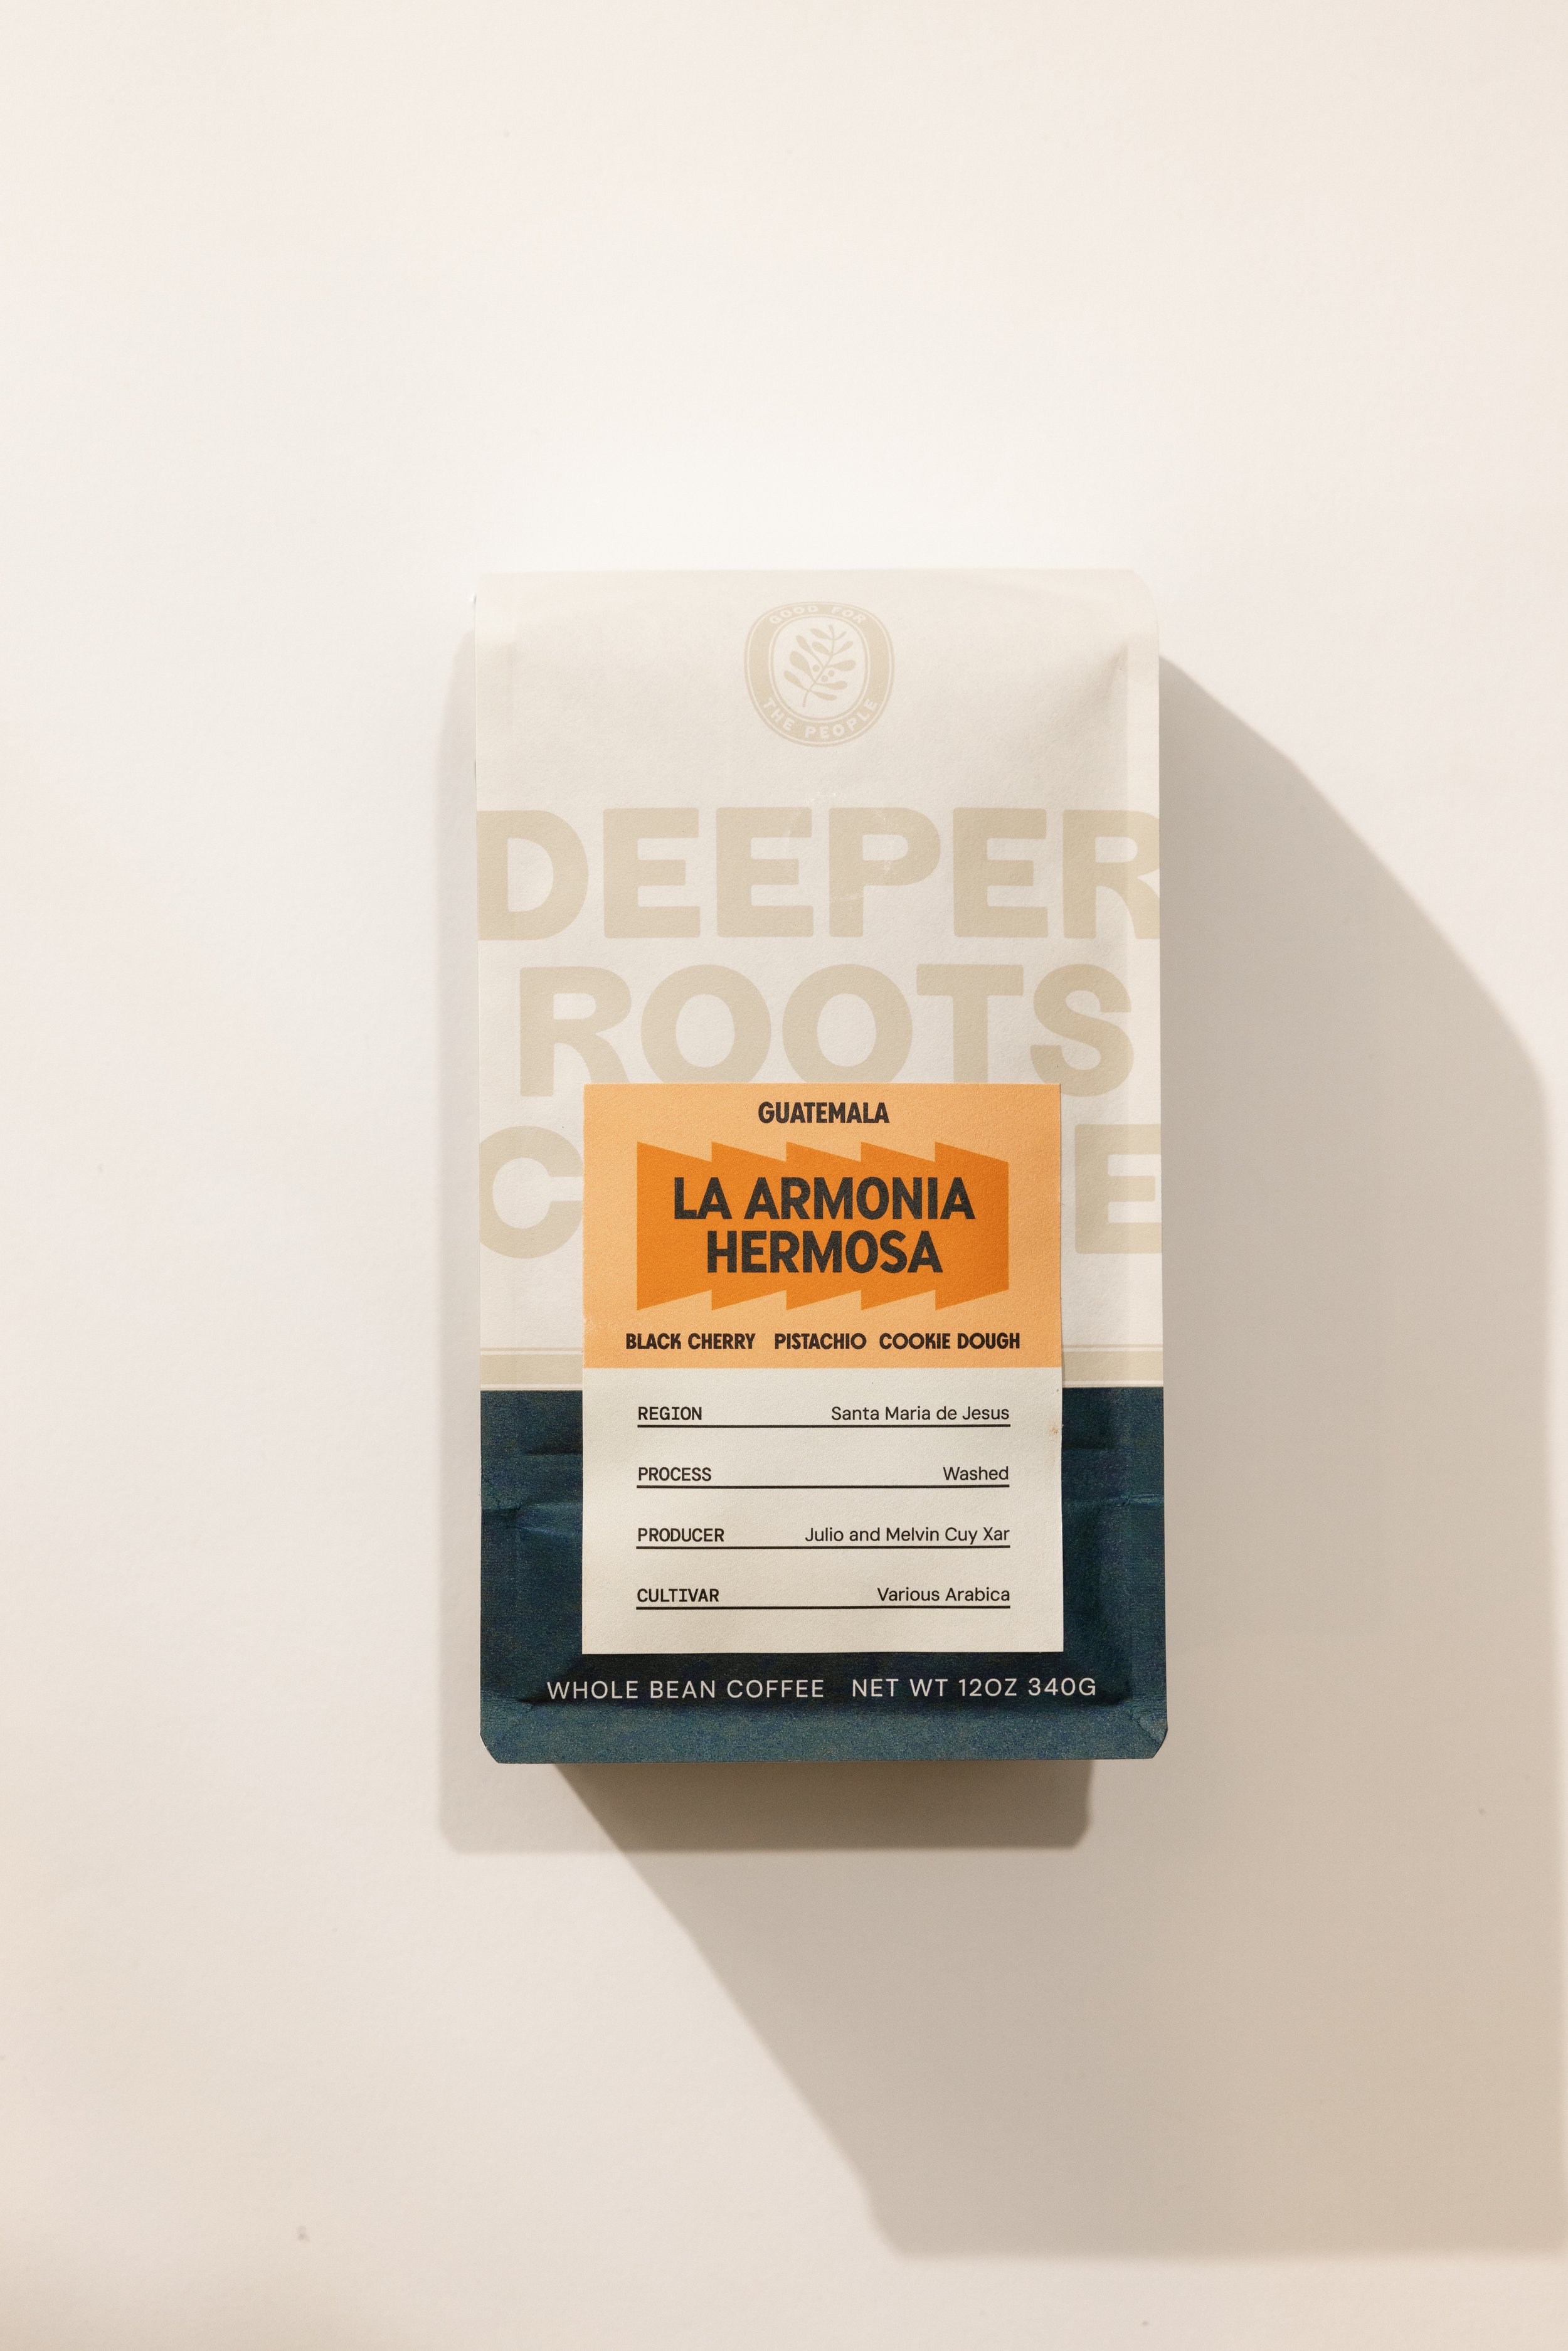 GOOD FOR
THE PEOPLE
DEEPER
ROOTS
C E
GUATEMALA
LA ARMONIA
HERMOSA
BLACK CHERRY PISTACHIO COOKIE DOUGH
REGION Santa Maria de Jesus
PROCESS Washed
PRODUCER Julio and Melvin Cuy Xar
CULTIVAR Various Arabica
WHOLE BEAN COFFEE NET WT 12OZ 340G